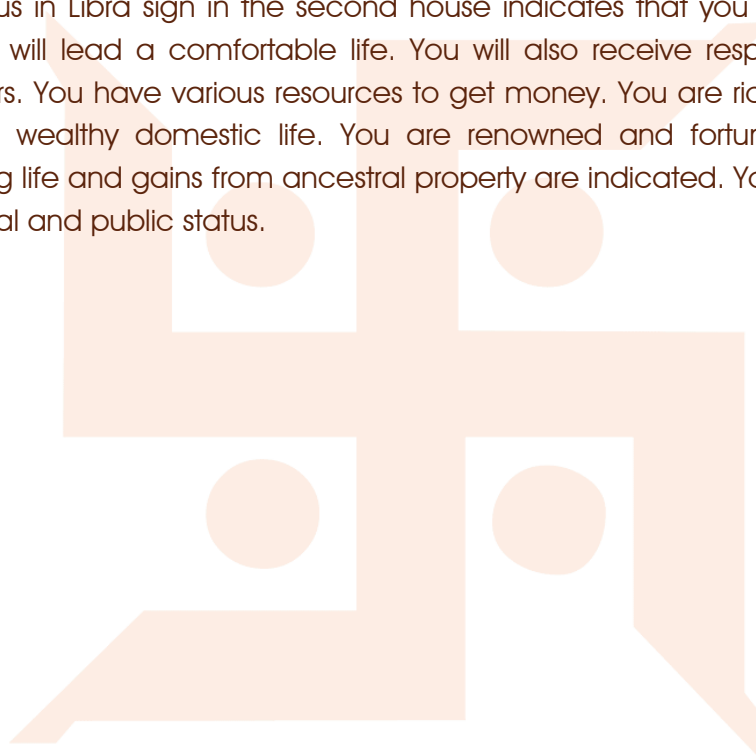 us in Libra sign in the second house indicates that you
will lead a comfortable life. You will also receive resp
rs. You have various resources to get money. You are ric
wealthy domestic life. You are renowned and fortun
g life and gains from ancestral property are indicated. Yo
al and public status.